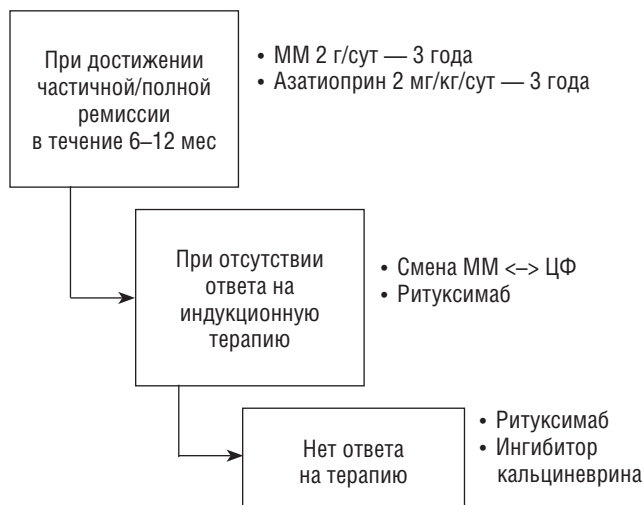 При достижении
частичной/полной
ремиссии
в течение 6–12 мес
• ММ 2 г/сут — 3 года
• Азатиоприн 2 мг/кг/сут — 3 года
При отсутствии
ответа на
индукционную
терапию
• Смена ММ <–> ЦФ
• Ритуксимаб
Нет ответа
на терапию
• Ритуксимаб
• Ингибитор
кальциневрина